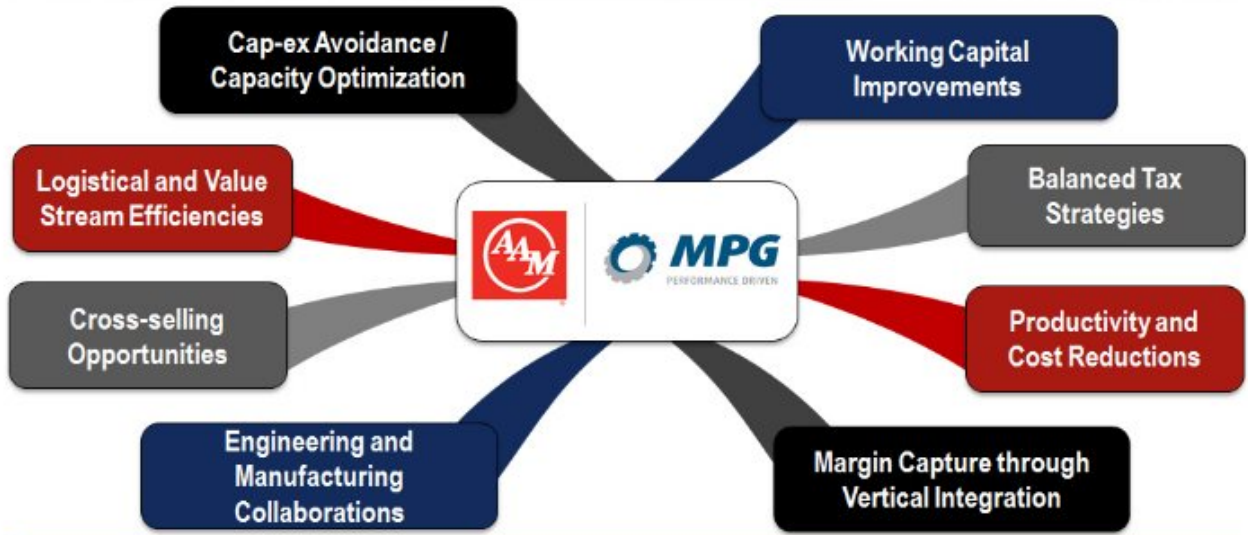 Cap-ex Avoidance /
Capacity Optimization
Working Capital
Improvements
Logistical and Value
Stream Efficiencies
Balanced Tax
Strategies
AAM
MPG
PERFORMANCE DRIVEN
Cross-selling
Opportunities
Productivity and
Cost Reductions
Engineering and
Manufacturing
Collaborations
Margin Capture through
Vertical Integration